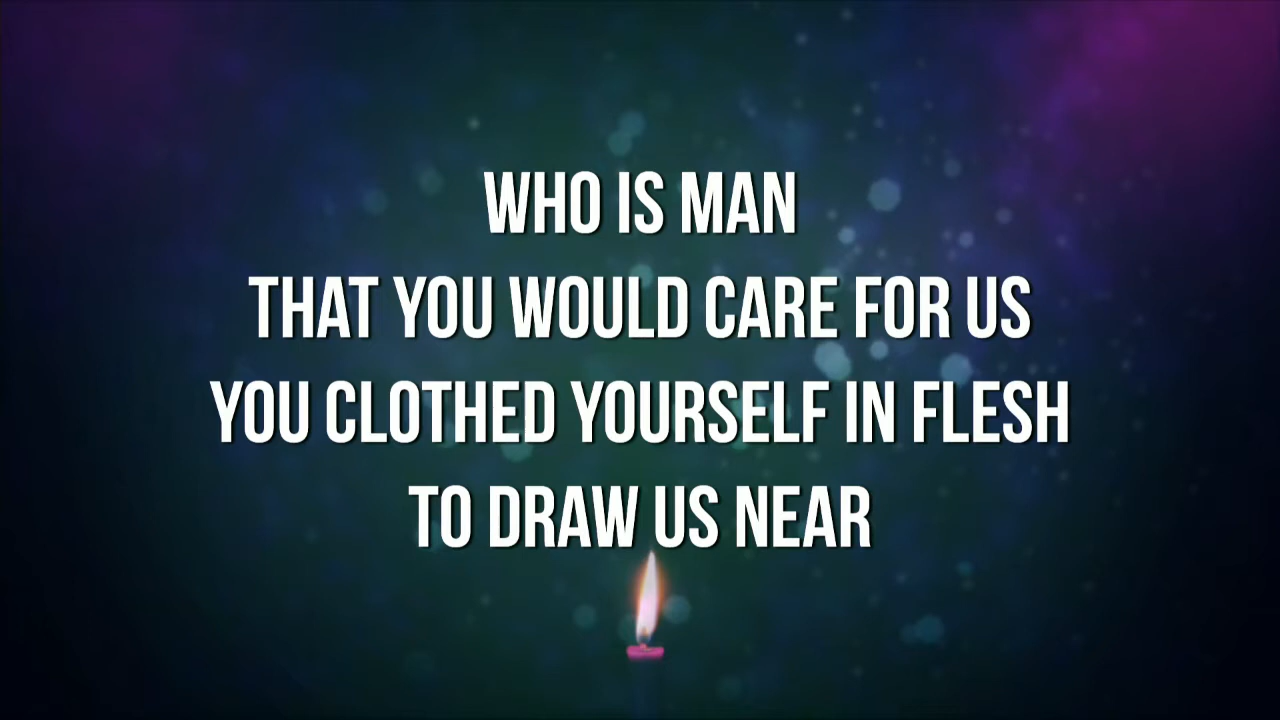 WHO IS MAN
THAT YOU WOULD CARE FOR US
YOU CLOTHED YOURSELF IN FLESH
TO DRAW US NEAR